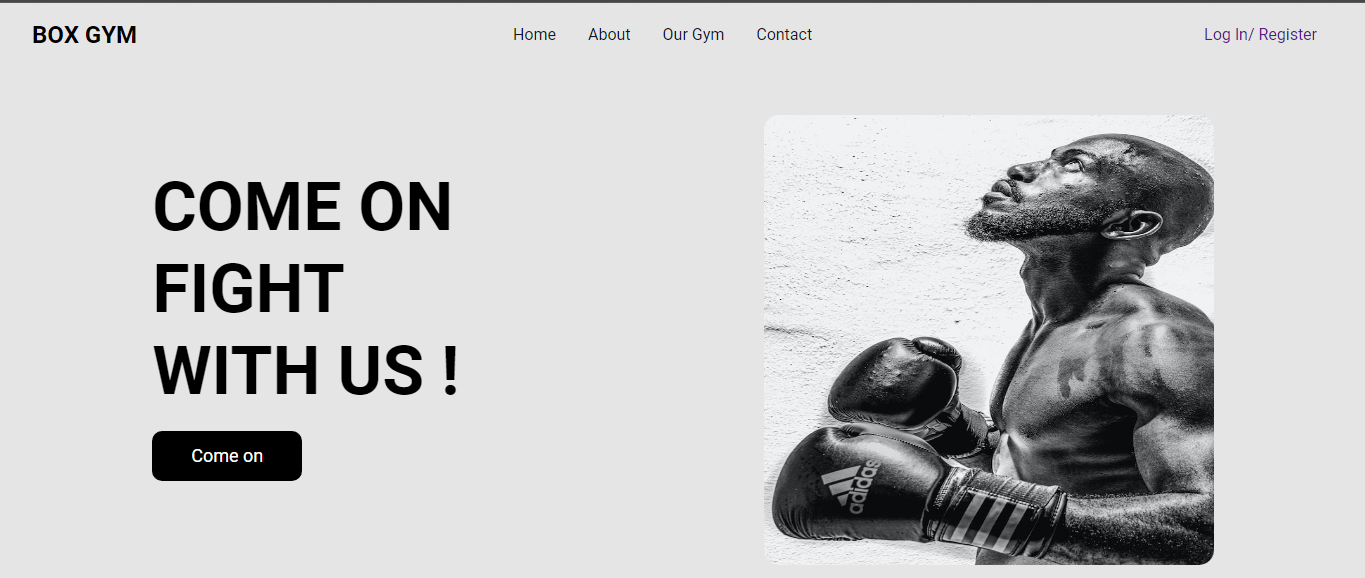 BOX GYM
Home About Our Gym Contact
Log In/ Register
COME ON
FIGHT
WITH US !
Come on
adidas